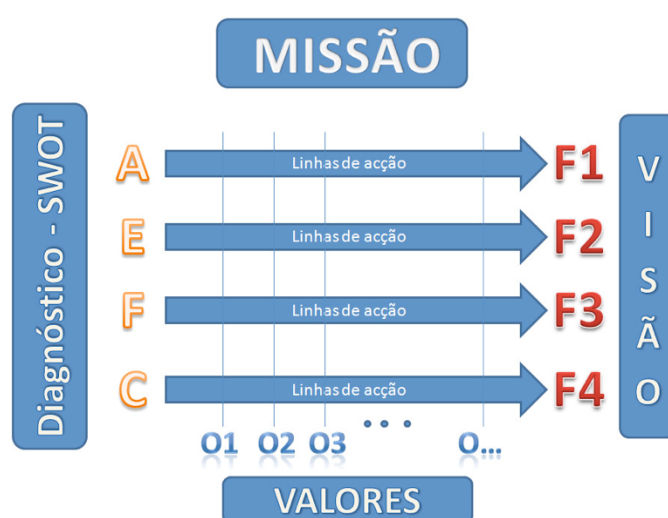 MISSÃO
Diagnóstico - SWOT
A Linhas de acção F1
E Linhas de acção F2
F Linhas de acção F3
C Linhas de acção F4
VISÃO
O1 O2 O3 ... O...
VALORES